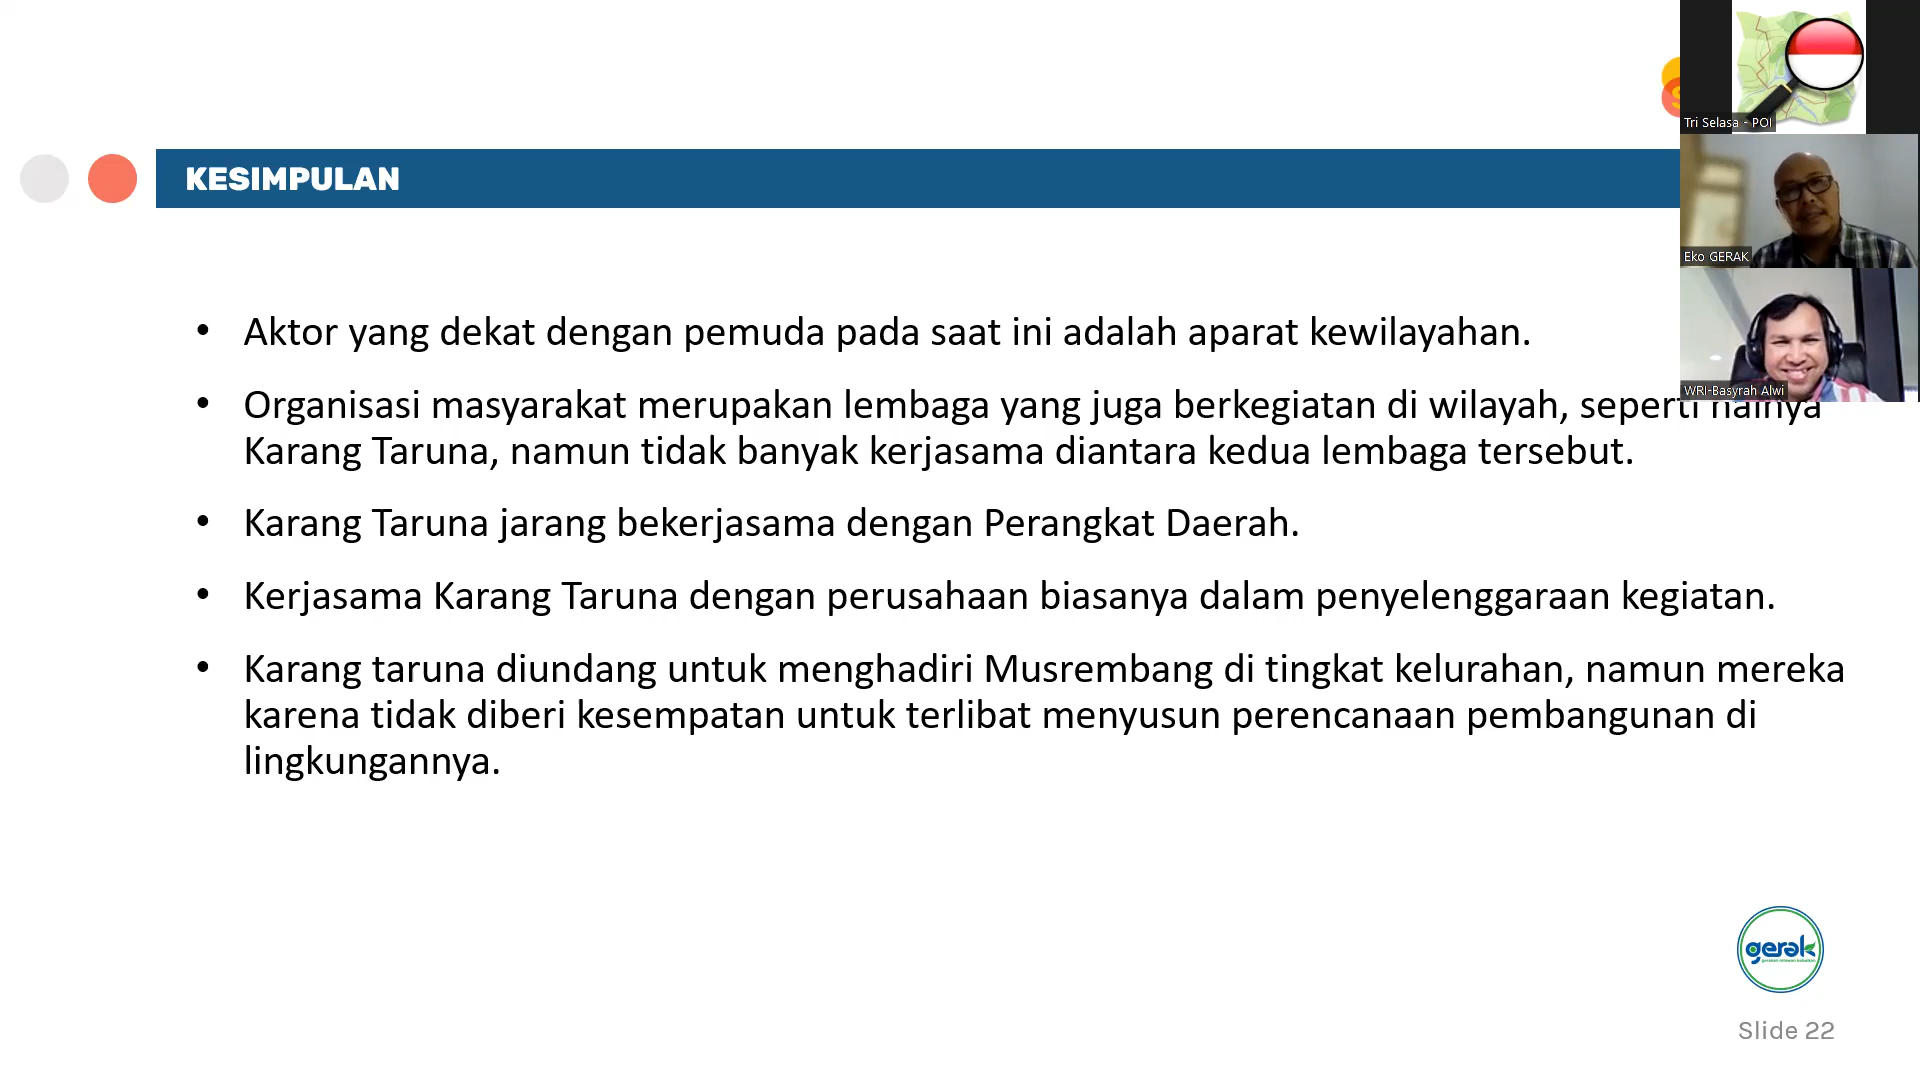 KESIMPULAN
• Aktor yang dekat dengan pemuda pada saat ini adalah aparat kewilayahan.
• Organisasi masyarakat merupakan lembaga yang juga berkegiatan di wilayah, seperti halnya
Karang Taruna, namun tidak banyak kerjasama diantara kedua lembaga tersebut.
• Karang Taruna jarang bekerjasama dengan Perangkat Daerah.
• Kerjasama Karang Taruna dengan perusahaan biasanya dalam penyelenggaraan kegiatan.
• Karang taruna diundang untuk menghadiri Musrembang di tingkat kelurahan, namun mereka
karena tidak diberi kesempatan untuk terlibat menyusun perencanaan pembangunan di
lingkungannya.
Tri Selasa - POI
Eko GERAK
WRI-Basyrah Alwi
gerak
Slide 22